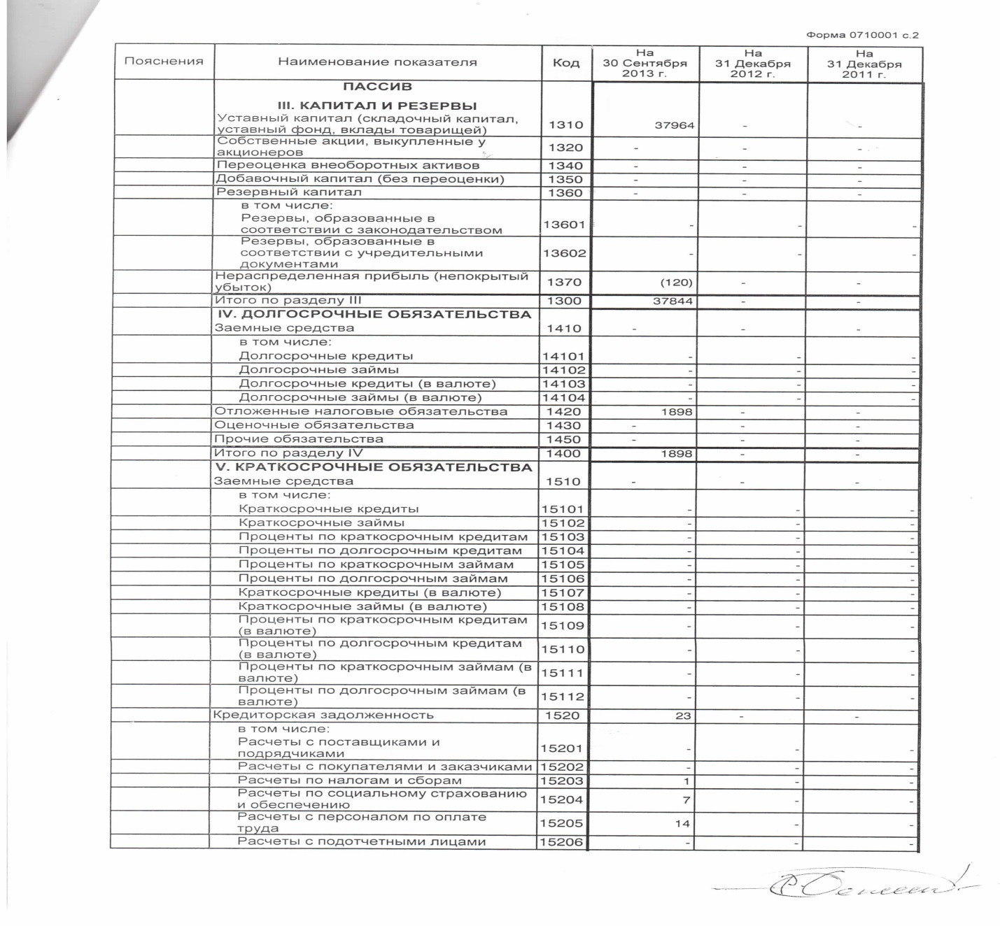 Форма 0710001 с.2
Пояснения Наименование показателя Код На 30 Сентября 2013 г. На 31 Декабря 2012 г. На 31 Декабря 2011 г.
ПАССИВ
III. КАПИТАЛ И РЕЗЕРВЫ
Уставный капитал (складочный капитал,
уставный фонд, вклады товарищей) 1310 37964 - -
Собственные акции, выкупленные у
акционеров 1320 - - -
Переоценка внеоборотных активов 1340 - - -
Добавочный капитал (без переоценки) 1350 - - -
Резервный капитал 1360 - - -
в том числе:
Резервы, образованные в
соответствии с законодательством 13601 - - -
Резервы, образованные в
соответствии с учредительными
документами 13602 - - -
Нераспределенная прибыль (непокрытый
убыток) 1370 (120) - -
Итого по разделу III 1300 37844 - -
IV. ДОЛГОСРОЧНЫЕ ОБЯЗАТЕЛЬСТВА
Заемные средства 1410 - - -
в том числе:
Долгосрочные кредиты 14101 - - -
Долгосрочные займы 14102 - - -
Долгосрочные кредиты (в валюте) 14103 - - -
Долгосрочные займы (в валюте) 14104 - - -
Отложенные налоговые обязательства 1420 1898 - -
Оценочные обязательства 1430 - - -
Прочие обязательства 1450 - - -
Итого по разделу IV 1400 1898 - -
V. КРАТКОСРОЧНЫЕ ОБЯЗАТЕЛЬСТВА
Заемные средства 1510 - - -
в том числе:
Краткосрочные кредиты 15101 - - -
Краткосрочные займы 15102 - - -
Проценты по краткосрочным кредитам 15103 - - -
Проценты по долгосрочным кредитам 15104 - - -
Проценты по краткосрочным займам 15105 - - -
Проценты по долгосрочным займам 15106 - - -
Краткосрочные кредиты (в валюте) 15107 - - -
Краткосрочные займы (в валюте) 15108 - - -
Проценты по краткосрочным кредитам
(в валюте) 15109 - - -
Проценты по долгосрочным кредитам
(в валюте) 15110 - - -
Проценты по краткосрочным займам (в
валюте) 15111 - - -
Проценты по долгосрочным займам (в
валюте) 15112 - - -
Кредиторская задолженность 1520 23 - -
в том числе:
Расчеты с поставщиками и
подрядчиками 15201 - - -
Расчеты с покупателями и заказчиками 15202 - - -
Расчеты по налогам и сборам 15203 1 - -
Расчеты по социальному страхованию
и обеспечению 15204 7 - -
Расчеты с персоналом по оплате
труда 15205 14 - -
Расчеты с подотчетными лицами 15206 - - -